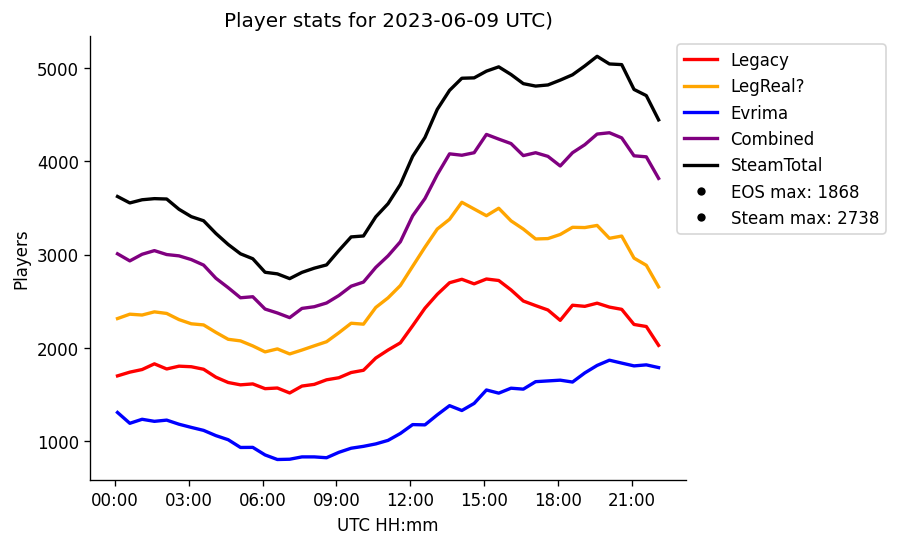 Player stats for 2023-06-09 UTC)
Legacy
LegReal?
Evrima
Combined
SteamTotal
EOS max: 1868
Steam max: 2738
Players
5000
4000
3000
2000
1000
00:00 03:00 06:00 09:00 12:00 15:00 18:00 21:00
UTC HH:mm